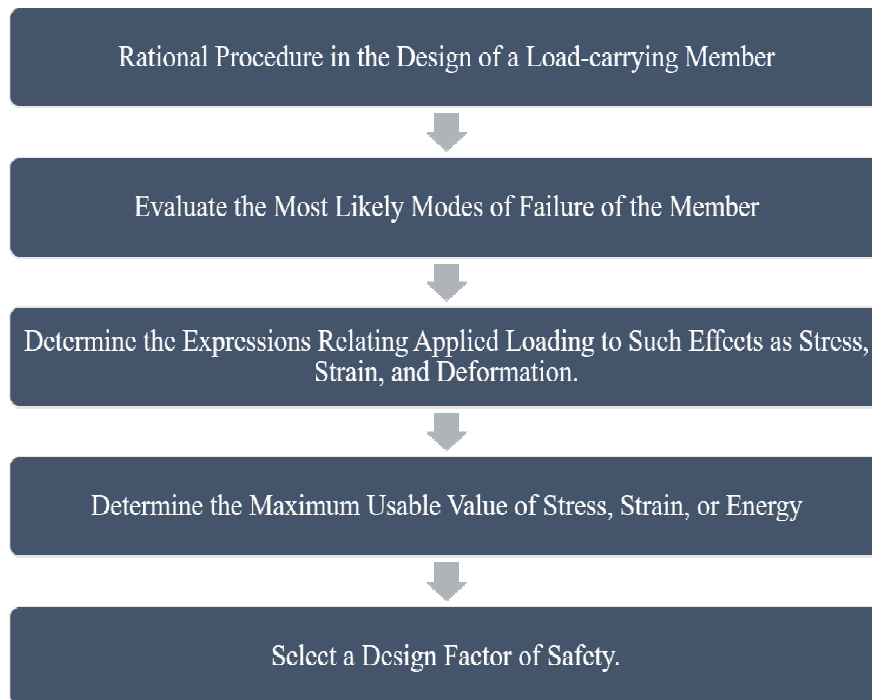 Rational Procedure in the Design of a Load-carrying Member
Evaluate the Most Likely Modes of Failure of the Member
Determine the Expressions Relating Applied Loading to Such Effects as Stress,
Strain, and Deformation.
Determine the Maximum Usable Value of Stress, Strain, or Energy
Select a Design Factor of Safety.